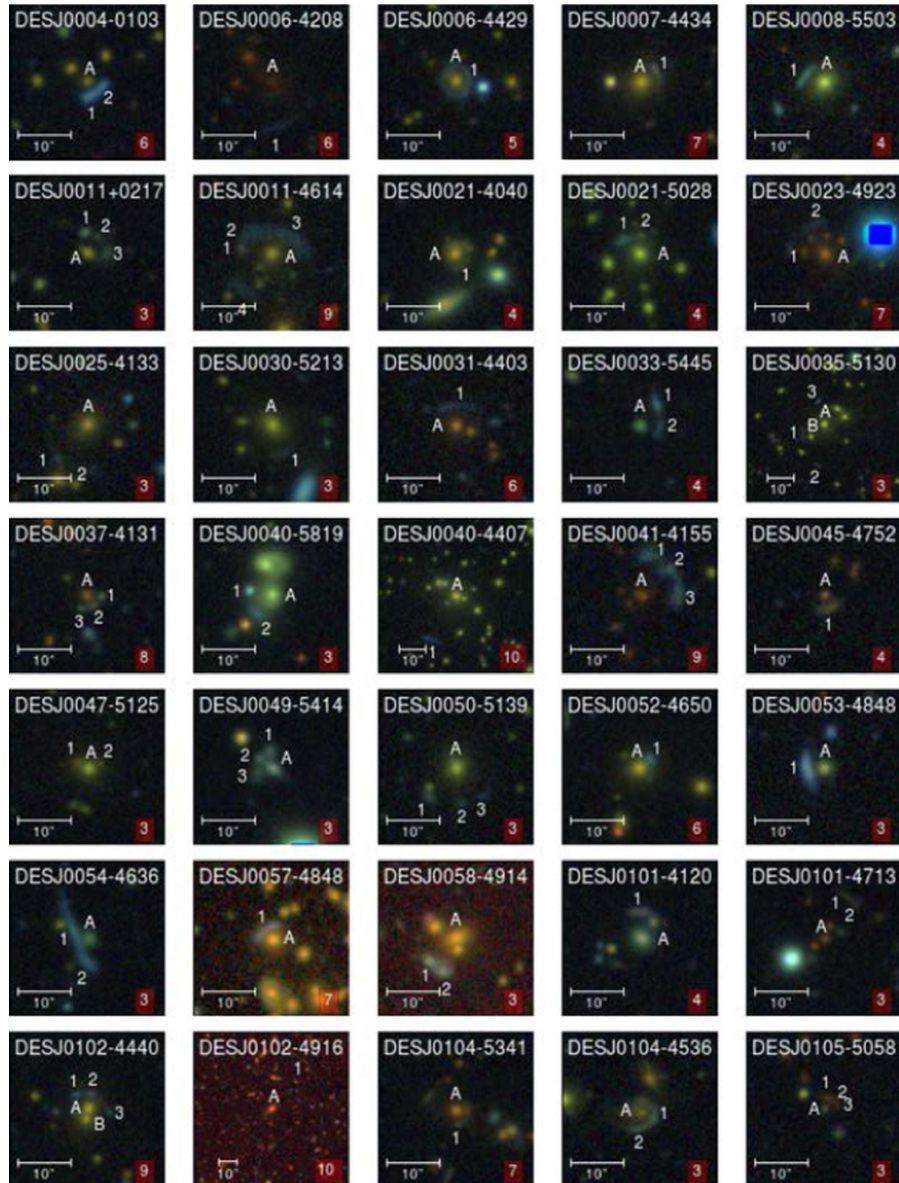 DESJ0004-0103 DESJ0006-4208 DESJ0006-4429 DESJ0007-4434 DESJ0008-5503
A A A 1 A 1 1 A
2
1 1
10" 6 10" 6 10" 5 10" 7 10" 4
DESJ0011+0217 DESJ0011-4614 DESJ0021-4040 DESJ0021-5028 DESJ0023-4923
1 2 2 3 A 1 2 2
A 3 1 A 1 A 1 A
4
10" 3 10" 9 10" 4 10" 4 10" 7
DESJ0025-4133 DESJ0030-5213 DESJ0031-4403 DESJ0033-5445 DESJ0035-5130
A A 1 A 1 3 A
A 2 B
1 2 1 1 2
10" 3 10" 3 10" 6 10" 4 10" 3
DESJ0037-4131 DESJ0040-5819 DESJ0040-4407 DESJ0041-4155 DESJ0045-4752
A 1 1 A A 1 2 A
3 2 2 A 3 1
1
10" 8 10" 3 10" 10 10" 9 10" 4
DESJ0047-5125 DESJ0049-5414 DESJ0050-5139 DESJ0052-4650 DESJ0053-4848
1 A 2 1 A A A 1 A
2 1
3
1 2 3
10" 3 10" 3 10" 3 10" 6 10" 3
DESJ0054-4636 DESJ0057-4848 DESJ0058-4914 DESJ0101-4120 DESJ0101-4713
A 1 A 1 1
1 A A A 2
2 1 2
10" 3 10" 7 10" 3 10" 4 10" 3
DESJ0102-4440 DESJ0102-4916 DESJ0104-5341 DESJ0104-4536 DESJ0105-5058
1 2 1 A A 1 1 2
A 3 A A 3
B 1 2
10" 9 10" 10 10" 7 10" 3 10" 3